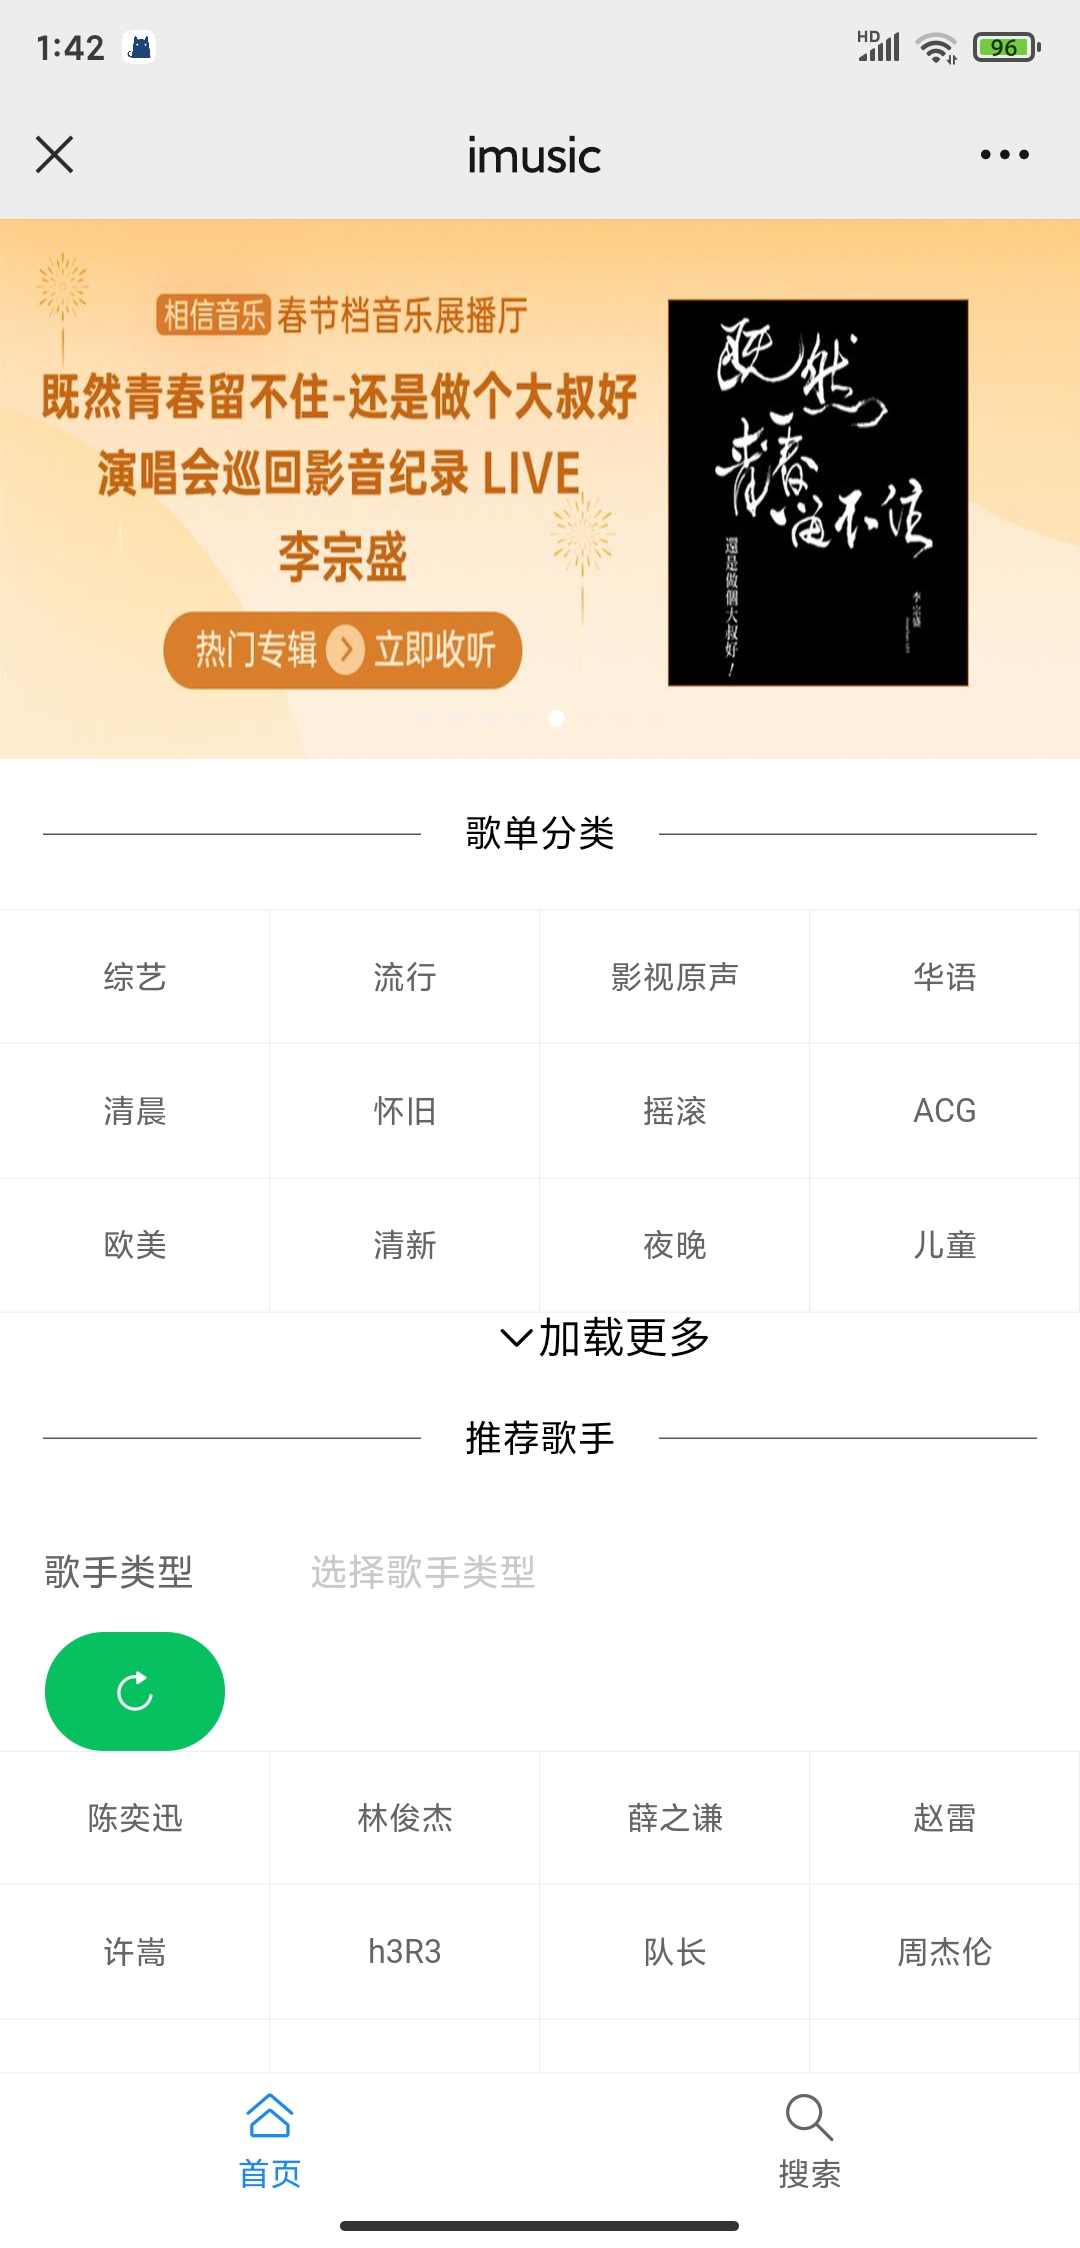 1:42
HD
96
imusic
相信音乐 春节档音乐展播厅
既然青春留不住-还是做个大叔好
演唱会巡回影音纪录 LIVE
李宗盛
热门专辑 立即收听
既然
青春
留不住
還是做個大叔好!
李宗盛
歌单分类
综艺 流行 影视原声 华语
清晨 怀旧 摇滚 ACG
欧美 清新 夜晚 儿童
加载更多
推荐歌手
歌手类型 选择歌手类型
陈奕迅 林俊杰 薛之谦 赵雷
许嵩 h3R3 队长 周杰伦
首页 搜索